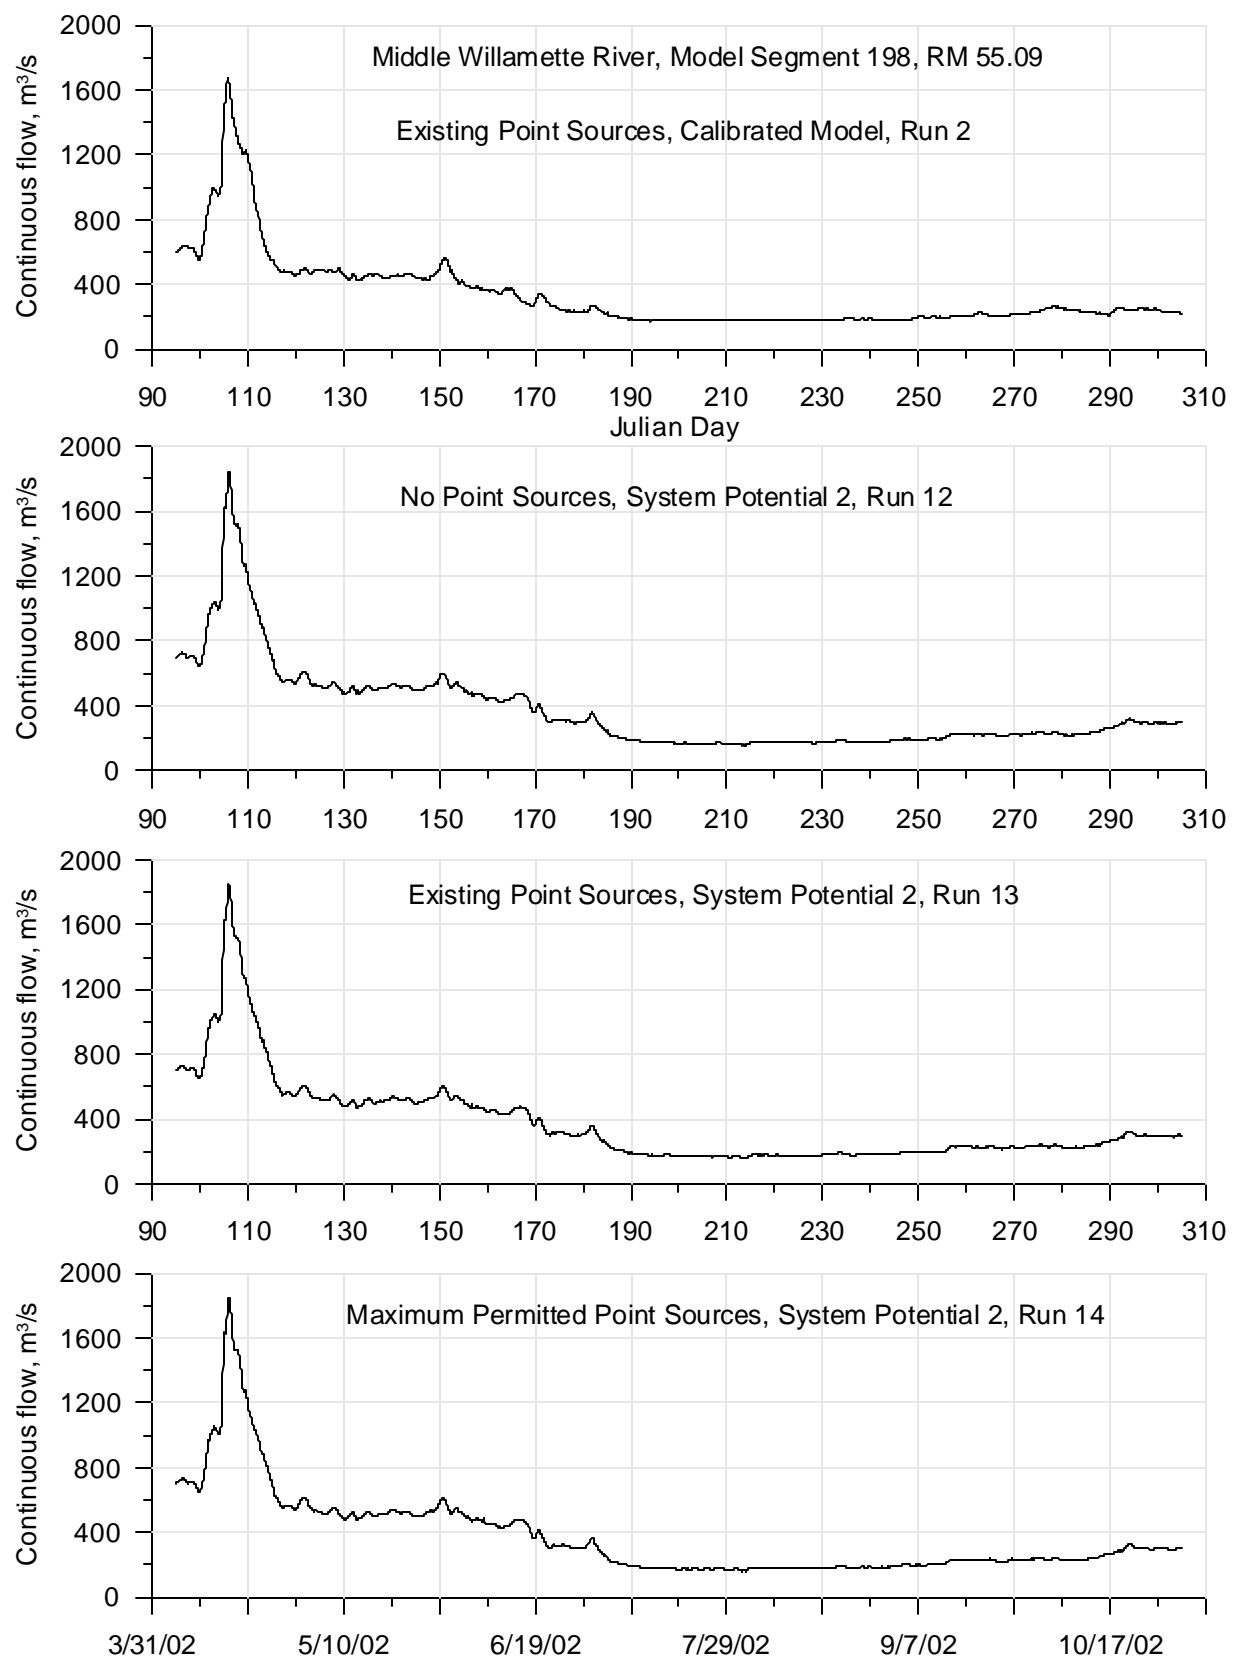 2000
Middle Willamette River, Model Segment 198, RM 55.09
1600
Existing Point Sources, Calibrated Model, Run 2
1200
800
400
0
Continuous flow, m³/s
90 110 130 150 170 190 210 230 250 270 290 310
Julian Day
2000
No Point Sources, System Potential 2, Run 12
1600
1200
800
400
0
Continuous flow, m³/s
90 110 130 150 170 190 210 230 250 270 290 310
2000
Existing Point Sources, System Potential 2, Run 13
1600
1200
800
400
0
Continuous flow, m³/s
90 110 130 150 170 190 210 230 250 270 290 310
2000
Maximum Permitted Point Sources, System Potential 2, Run 14
1600
1200
800
400
0
Continuous flow, m³/s
3/31/02 5/10/02 6/19/02 7/29/02 9/7/02 10/17/02